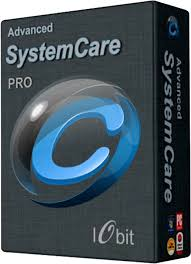 Advanced
SystemCare
PRO
C
IObit
Advanced
SystemCare